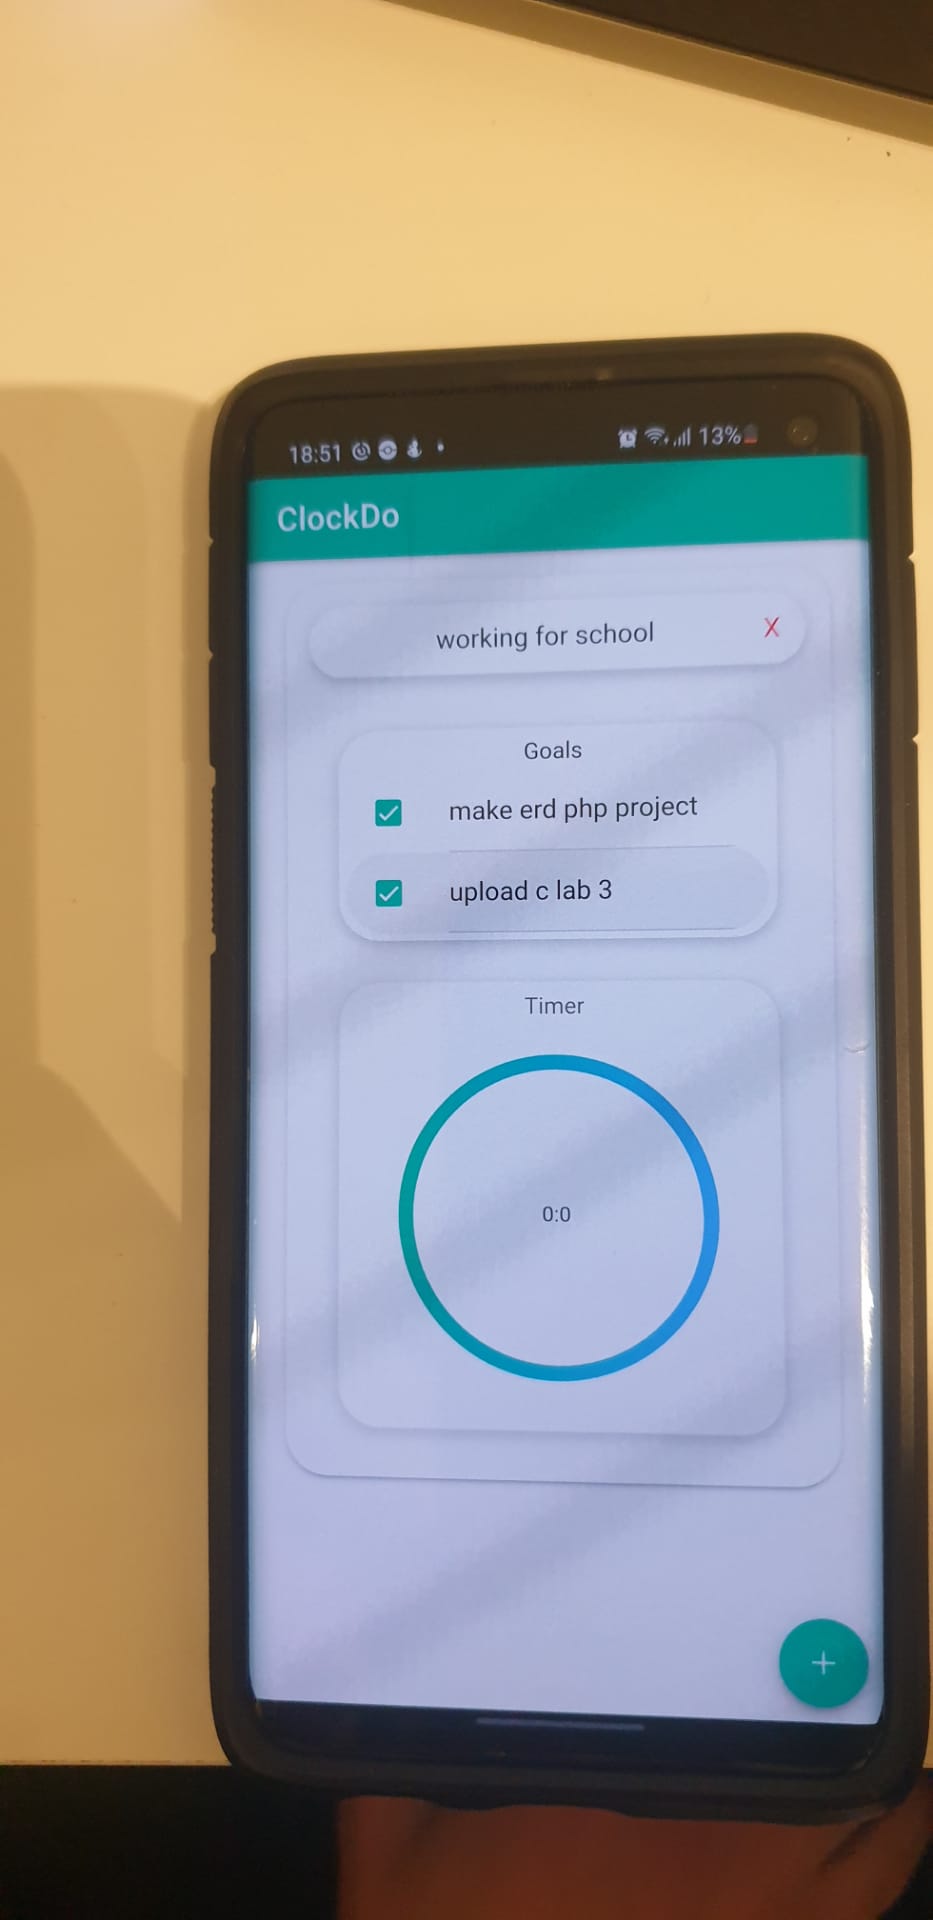 18:51 13%
ClockDo
working for school X
Goals
make erd php project
upload c lab 3
Timer
0:0
+